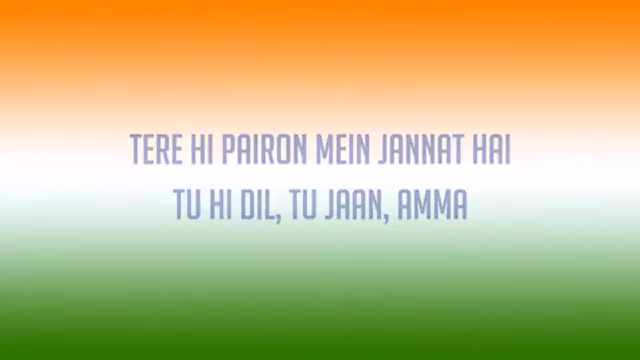 TERE HI PAIRON MEIN JANNAT HAI
TU HI DIL, TU JAAN, AMMA